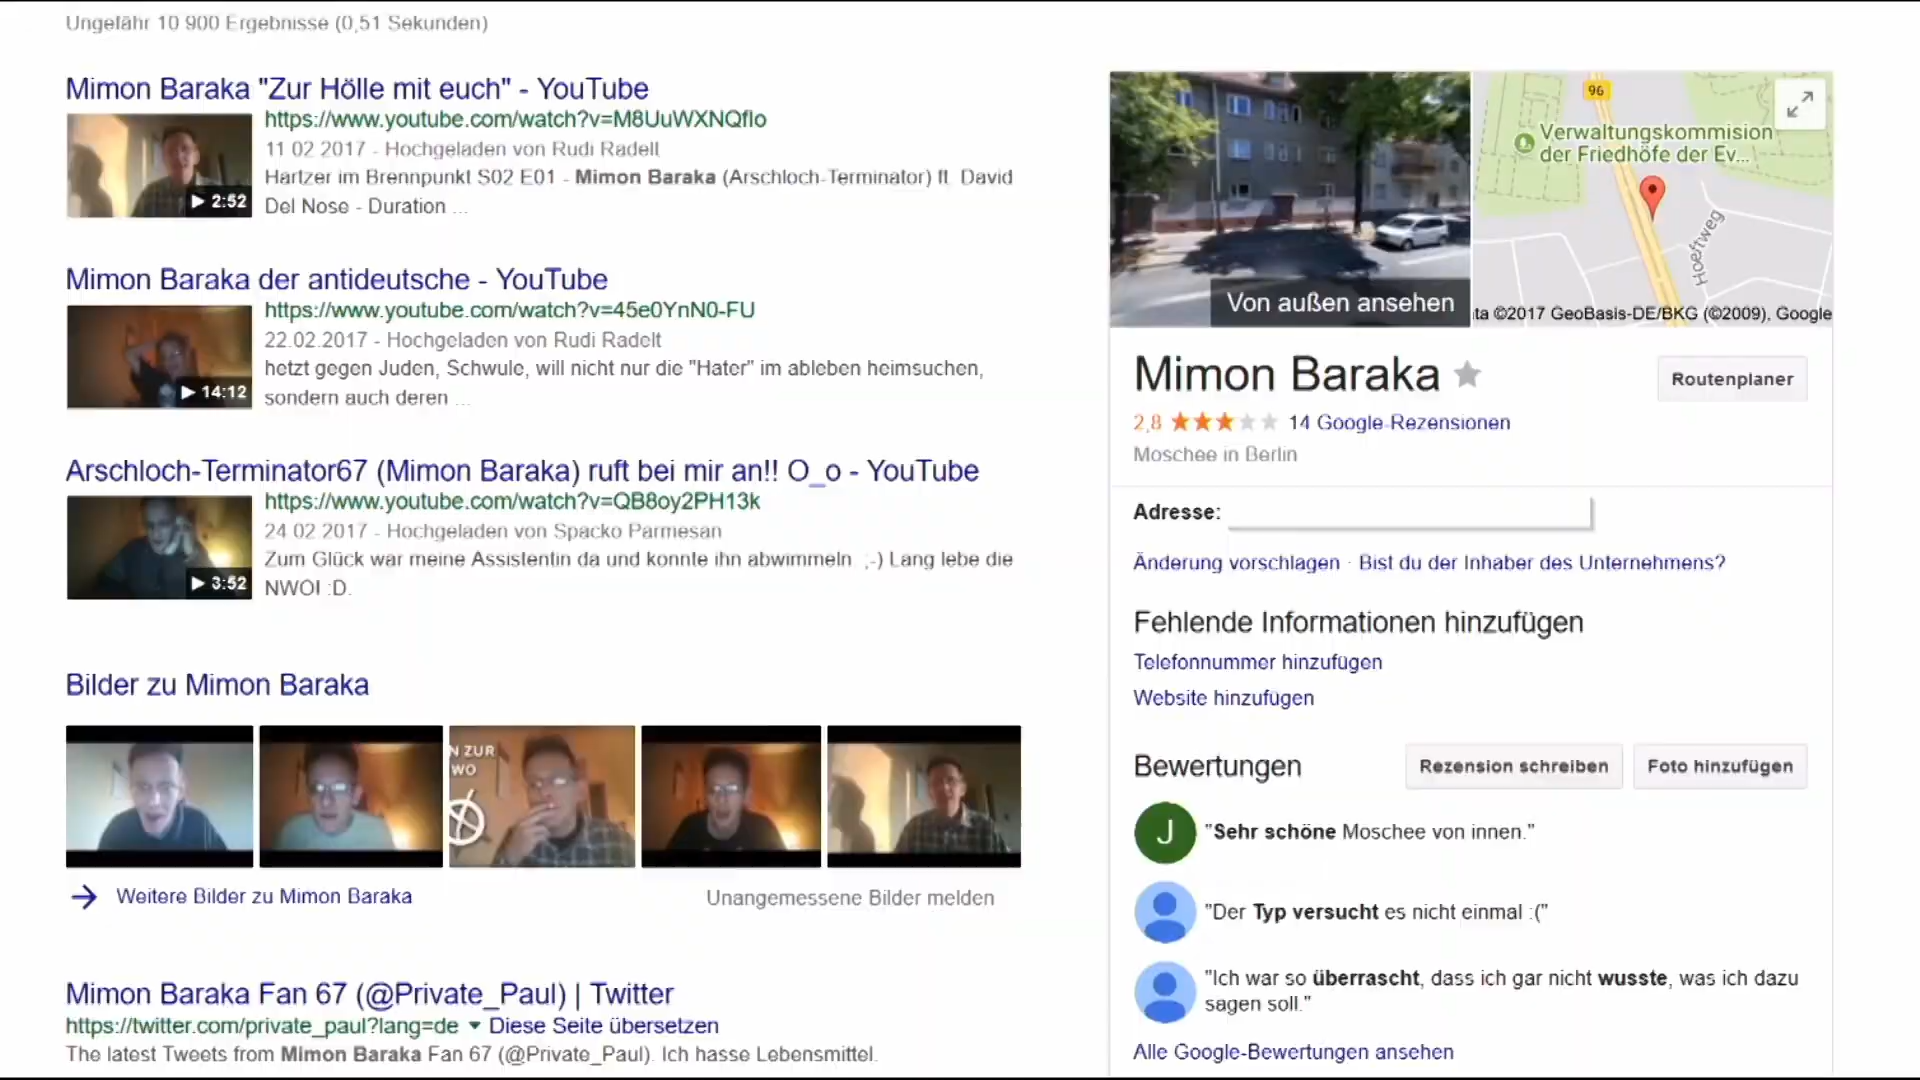 Ungefähr 10 900 Ergebnisse (0,51 Sekunden)
Mimon Baraka "Zur Hölle mit euch" - YouTube
https://www.youtube.com/watch?v=M8UuWXNQfIo
11 02 2017 - Hochgeladen von Rudi Radelt
Hartzer im Brennpunkt S02 E01 - Mimon Baraka (Arschloch-Terminator) ft. David
Del Nose - Duration ...
2:52
Mimon Baraka der antideutsche - YouTube
https://www.youtube.com/watch?v=45e0YnN0-FU
22.02.2017 - Hochgeladen von Rudi Radelt
hetzt gegen Juden, Schwule, will nicht nur die "Hater" im ableben heimsuchen,
sondern auch deren ...
14:12
Arschloch-Terminator67 (Mimon Baraka) ruft bei mir an!! O_o - YouTube
https://www.youtube.com/watch?v=QB8oy2PH13k
24 02 2017 - Hochgeladen von Spacko Parmesan
Zum Glück war meine Assistentin da und konnte ihn abwimmeln ;-) Lang lebe die
NWO! :D.
3:52
Bilder zu Mimon Baraka
N ZUR
WO
Weitere Bilder zu Mimon Baraka
Unangemessene Bilder melden
Mimon Baraka Fan 67 (@Private_Paul) | Twitter
https://twitter.com/private_paul?lang=de ▼ Diese Seite übersetzen
The latest Tweets from Mimon Baraka Fan 67 (@Private_Paul). Ich hasse Lebensmittel.
Von außen ansehen
96
Verwaltungskommision
der Friedhöfe der Ev...
Hoeftweg
ta ©2017 GeoBasis-DE/BKG (©2009), Google
Mimon Baraka
Routenplaner
2,8 14 Google-Rezensionen
Moschee in Berlin
Adresse:
Änderung vorschlagen · Bist du der Inhaber des Unternehmens?
Fehlende Informationen hinzufügen
Telefonnummer hinzufügen
Website hinzufügen
Bewertungen
Rezension schreiben
Foto hinzufügen
J
"Sehr schöne Moschee von innen."
"Der Typ versucht es nicht einmal :("
"Ich war so überrascht, dass ich gar nicht wusste, was ich dazu
sagen soll."
Alle Google-Bewertungen ansehen